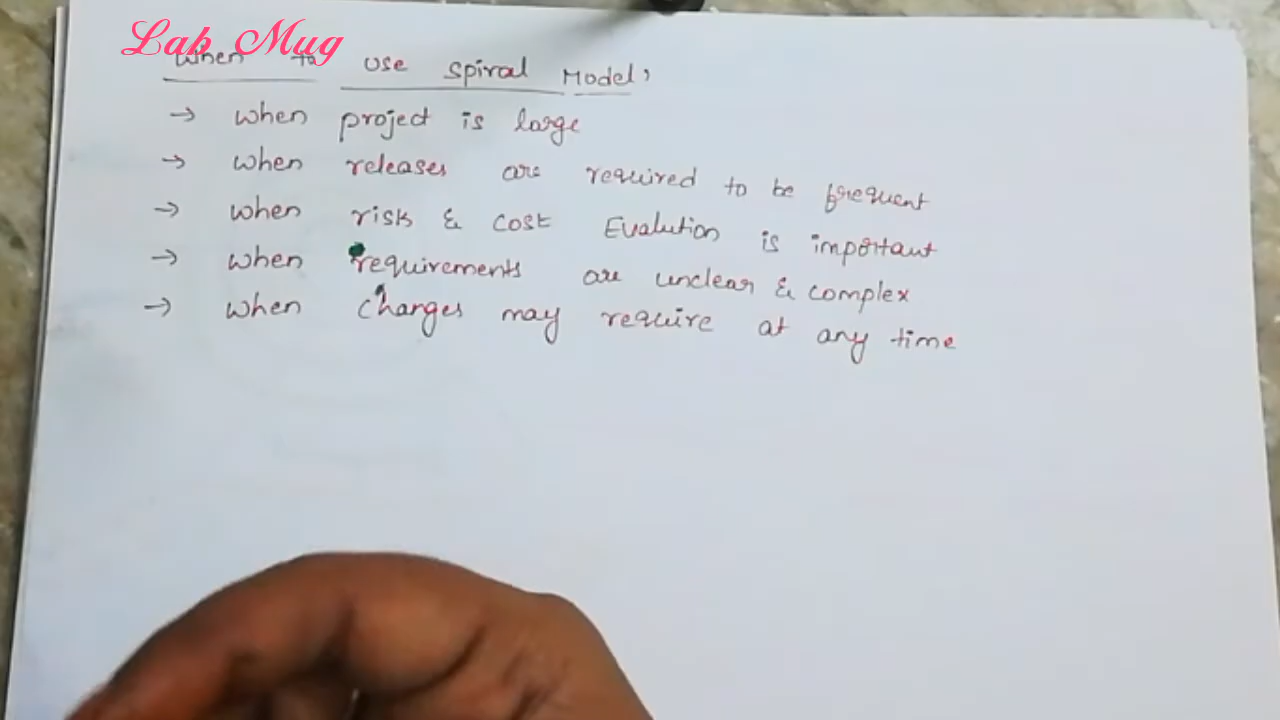 Lab Mug
when to use spiral Model,
→ when project is large
→ when releases are required to be frequent
→ when risk & cost Evalution is important
→ when requirements are unclear & complex
→ when changes may require at any time